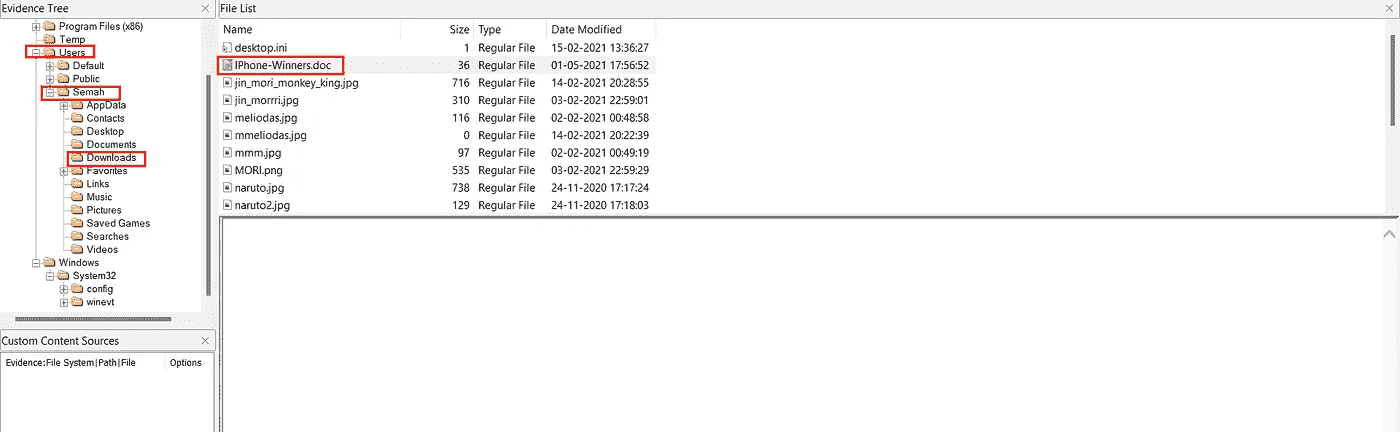 Evidence Tree
Program Files (x86)
Temp
Users
Default
Public
Semah
AppData
Contacts
Desktop
Documents
Downloads
Favorites
Links
Music
Pictures
Saved Games
Searches
Videos
Windows
System32
config
winevt
Custom Content Sources
Evidence:File System|Path|File Options
File List
Name Size Type Date Modified
desktop.ini 1 Regular File 15-02-2021 13:36:27
IPhone-Winners.doc 36 Regular File 01-05-2021 17:56:52
jin_mori_monkey_king.jpg 716 Regular File 14-02-2021 20:28:55
jin_morrri.jpg 310 Regular File 03-02-2021 22:59:01
meliodas.jpg 116 Regular File 02-02-2021 00:48:58
mmeliodas.jpg 0 Regular File 14-02-2021 20:22:39
mmm.jpg 97 Regular File 02-02-2021 00:49:19
MORI.png 535 Regular File 03-02-2021 22:59:29
naruto.jpg 738 Regular File 24-11-2020 17:17:24
naruto2.jpg 129 Regular File 24-11-2020 17:18:03